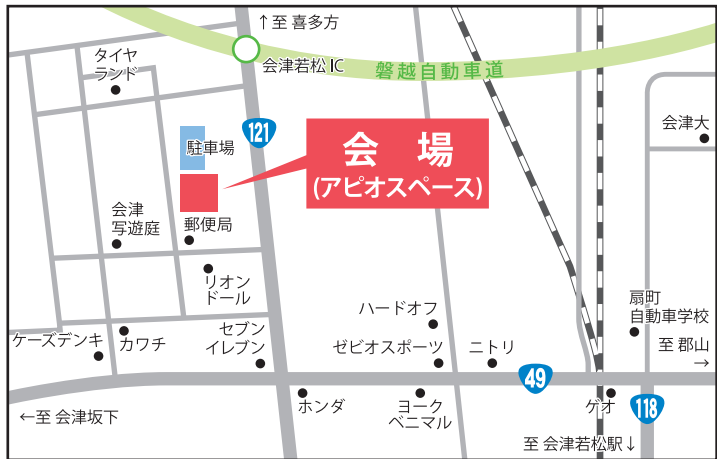 ↑至 喜多方
タイヤ
ランド
会津若松 IC
磐越自動車道
121
駐車場
会 場
(アピオスペース)
会津大
会津
写遊庭
郵便局
リオン
ドール
扇町
自動車学校
ハードオフ
ケーズデンキ
カワチ
セブン
イレブン
ゼビオスポーツ
ニトリ
至 郡山
→
49
←至 会津坂下
ホンダ
ヨーク
ベニマル
ゲオ
118
至 会津若松駅↓